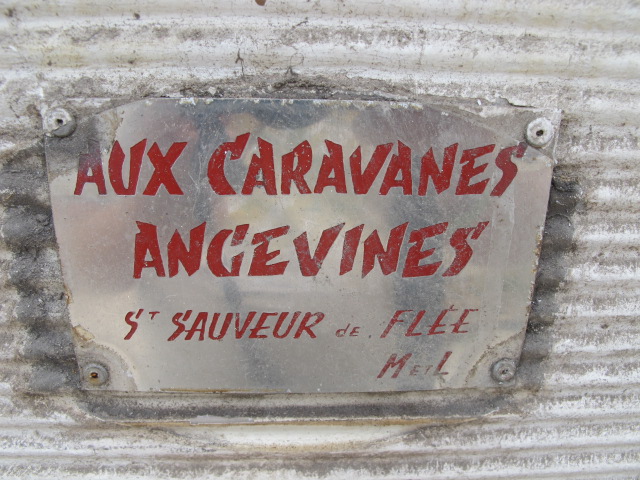 AUX CARAVANES
ANGEVINES
ST SAUVEUR de. FLÉE
M ET L